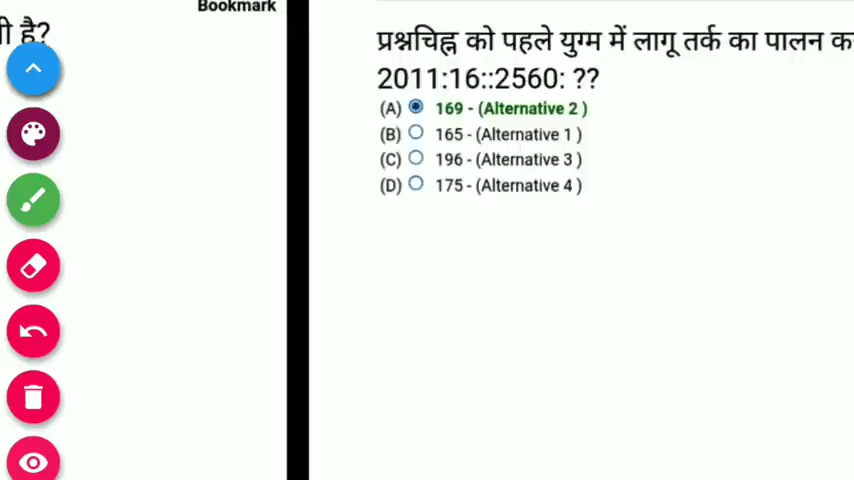 Bookmark
ी है?
प्रश्नचिह्न को पहले युग्म में लागू तर्क का पालन
2011:16::2560: ??
(A) 169 - (Alternative 2 )
(B) 165 - (Alternative 1 )
(C) 196 - (Alternative 3 )
(D) 175 - (Alternative 4 )